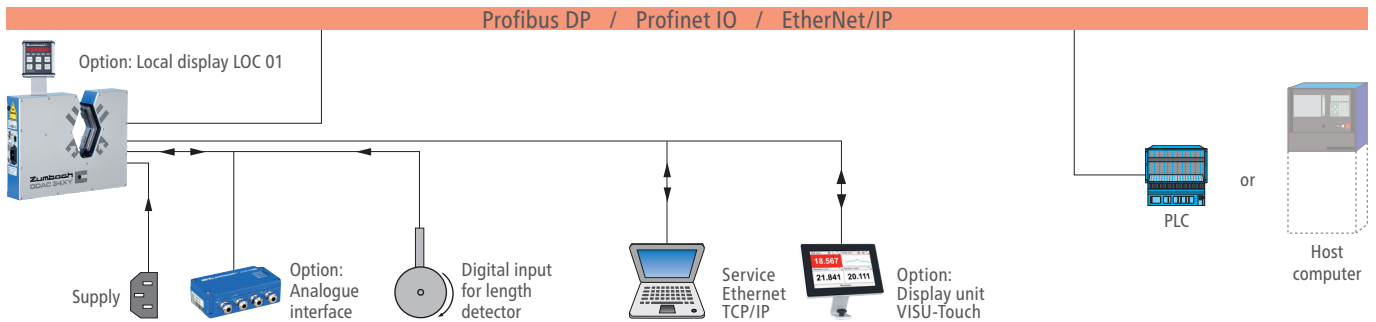 Profibus DP / Profinet IO / EtherNet/IP
Option: Local display LOC 01
Zumbach
ODAC 34XY
Supply
Option:
Analogue
interface
Digital input
for length
detector
Service
Ethernet
TCP/IP
18.567
21.841 20.111
Option:
Display unit
VISU-Touch
PLC
or
Host
computer